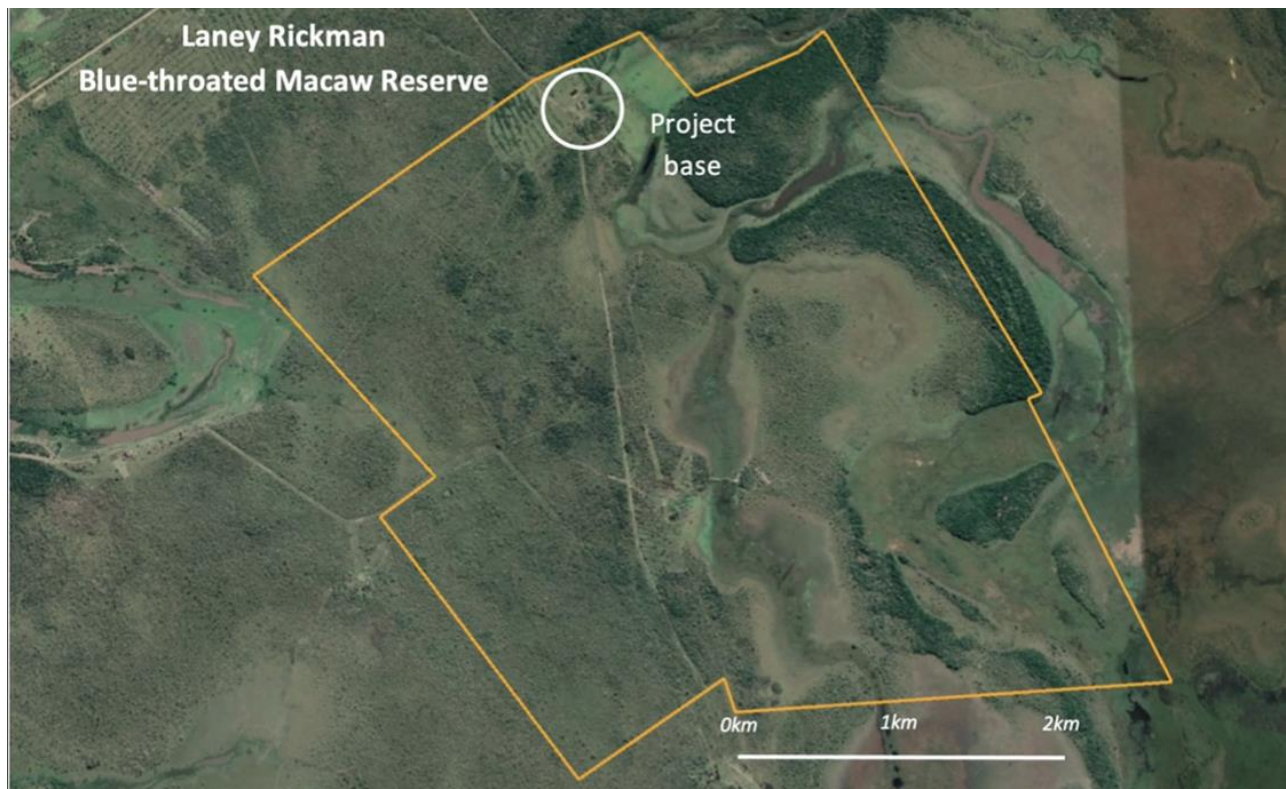 Laney Rickman
Blue-throated Macaw Reserve
Project
base
0km 1km 2km